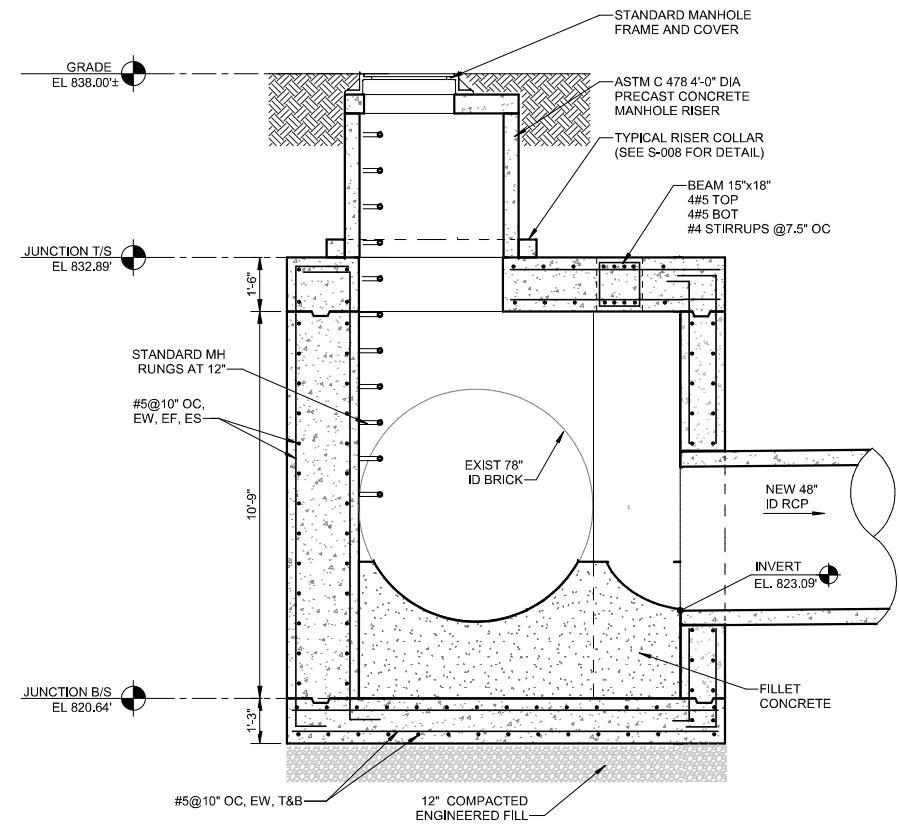 STANDARD MANHOLE
FRAME AND COVER
GRADE
EL 838.00'±
ASTM C 478 4'-0" DIA
PRECAST CONCRETE
MANHOLE RISER
TYPICAL RISER COLLAR
(SEE S-008 FOR DETAIL)
BEAM 15"x18"
4#5 TOP
4#5 BOT
#4 STIRRUPS @7.5" OC
JUNCTION T/S
EL 832.89'
1'-6"
STANDARD MH
RUNGS AT 12"
#5@10" OC,
EW, EF, ES
EXIST 78"
ID BRICK
10'-9"
NEW 48"
ID RCP
INVERT
EL. 823.09'
JUNCTION B/S
EL 820.64'
1'-3"
FILLET
CONCRETE
#5@10" OC, EW, T&B
12" COMPACTED
ENGINEERED FILL